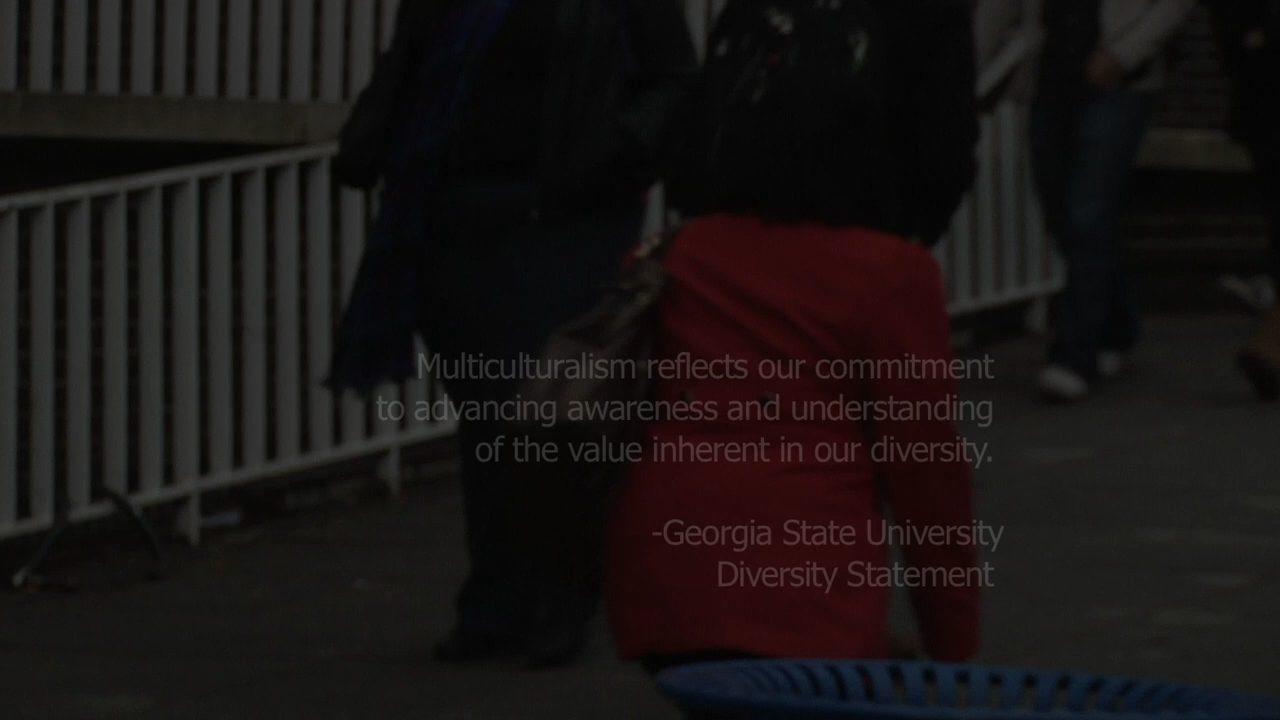 Multiculturalism reflects our commitment
to advancing awareness and understanding
of the value inherent in our diversity.
-Georgia State University
Diversity Statement